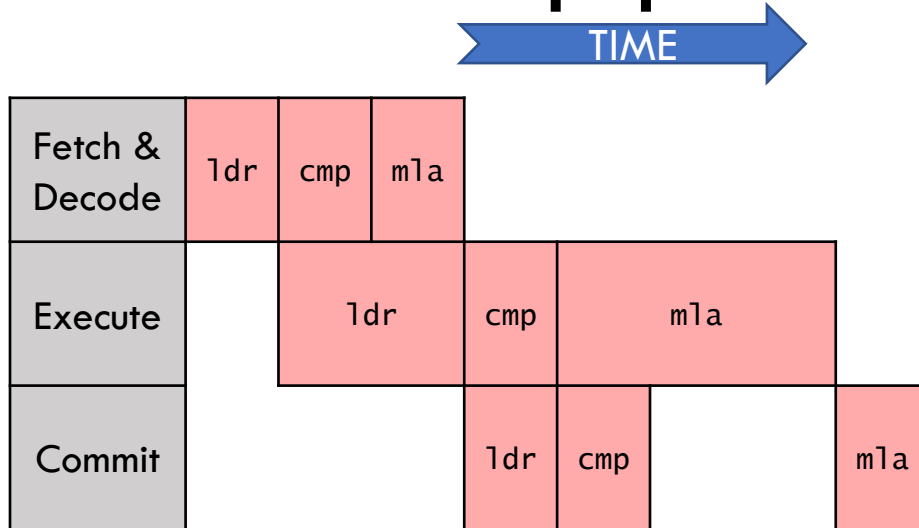 TIME
Fetch &
Decode
ldr cmp mla
Execute
ldr cmp mla
Commit
ldr cmp mla